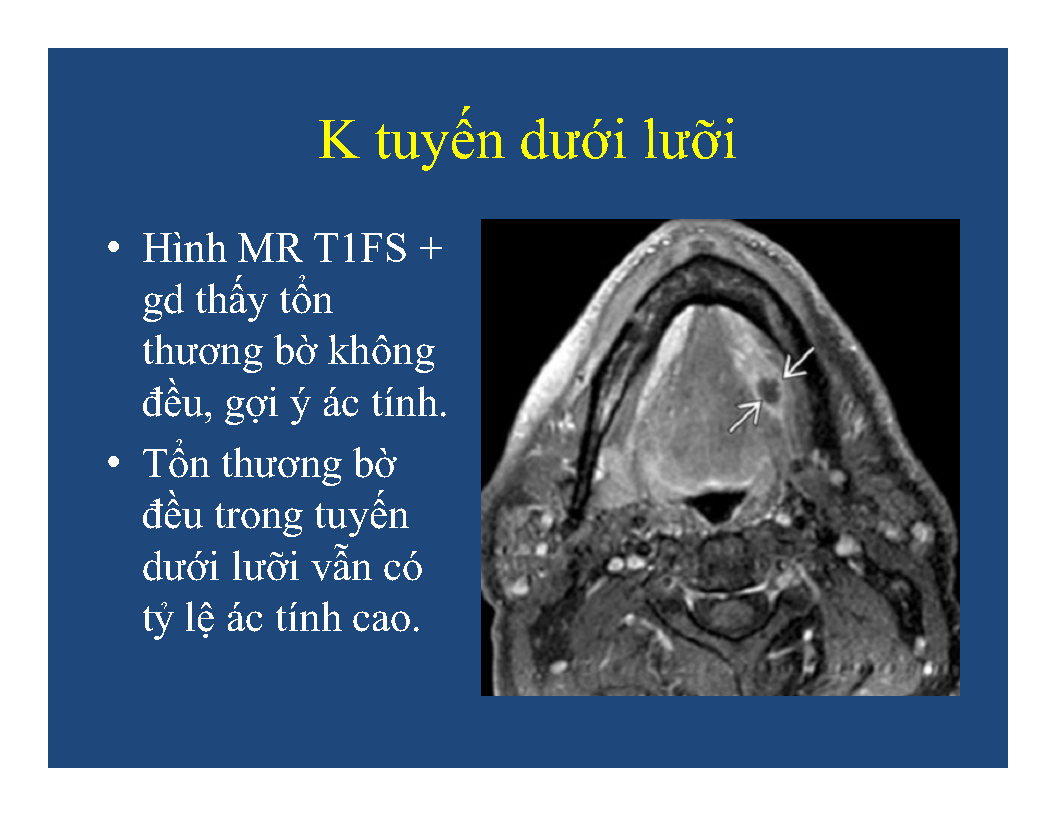 K tuyến dưới lưỡi
• Hình MR T1FS +
gd thấy tổn
thương bờ không
đều, gợi ý ác tính.
• Tổn thương bờ
đều trong tuyến
dưới lưỡi vẫn có
tỷ lệ ác tính cao.